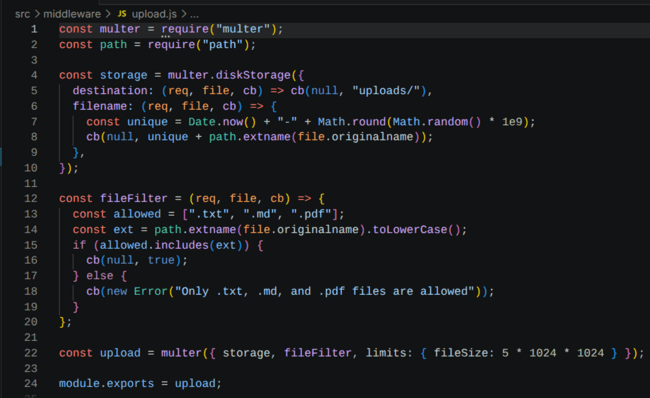 src > middleware > JS upload.js > ...
1 const multer = require("multer");
2 const path = require("path");
3
4 const storage = multer.diskStorage({
5   destination: (req, file, cb) => cb(null, "uploads/"),
6   filename: (req, file, cb) => {
7     const unique = Date.now() + "-" + Math.round(Math.random() * 1e9);
8     cb(null, unique + path.extname(file.originalname));
9   },
10 });
11
12 const fileFilter = (req, file, cb) => {
13   const allowed = [".txt", ".md", ".pdf"];
14   const ext = path.extname(file.originalname).toLowerCase();
15   if (allowed.includes(ext)) {
16     cb(null, true);
17   } else {
18     cb(new Error("Only .txt, .md, and .pdf files are allowed"));
19   }
20 };
21
22 const upload = multer({ storage, fileFilter, limits: { fileSize: 5 * 1024 * 1024 } });
23
24 module.exports = upload;